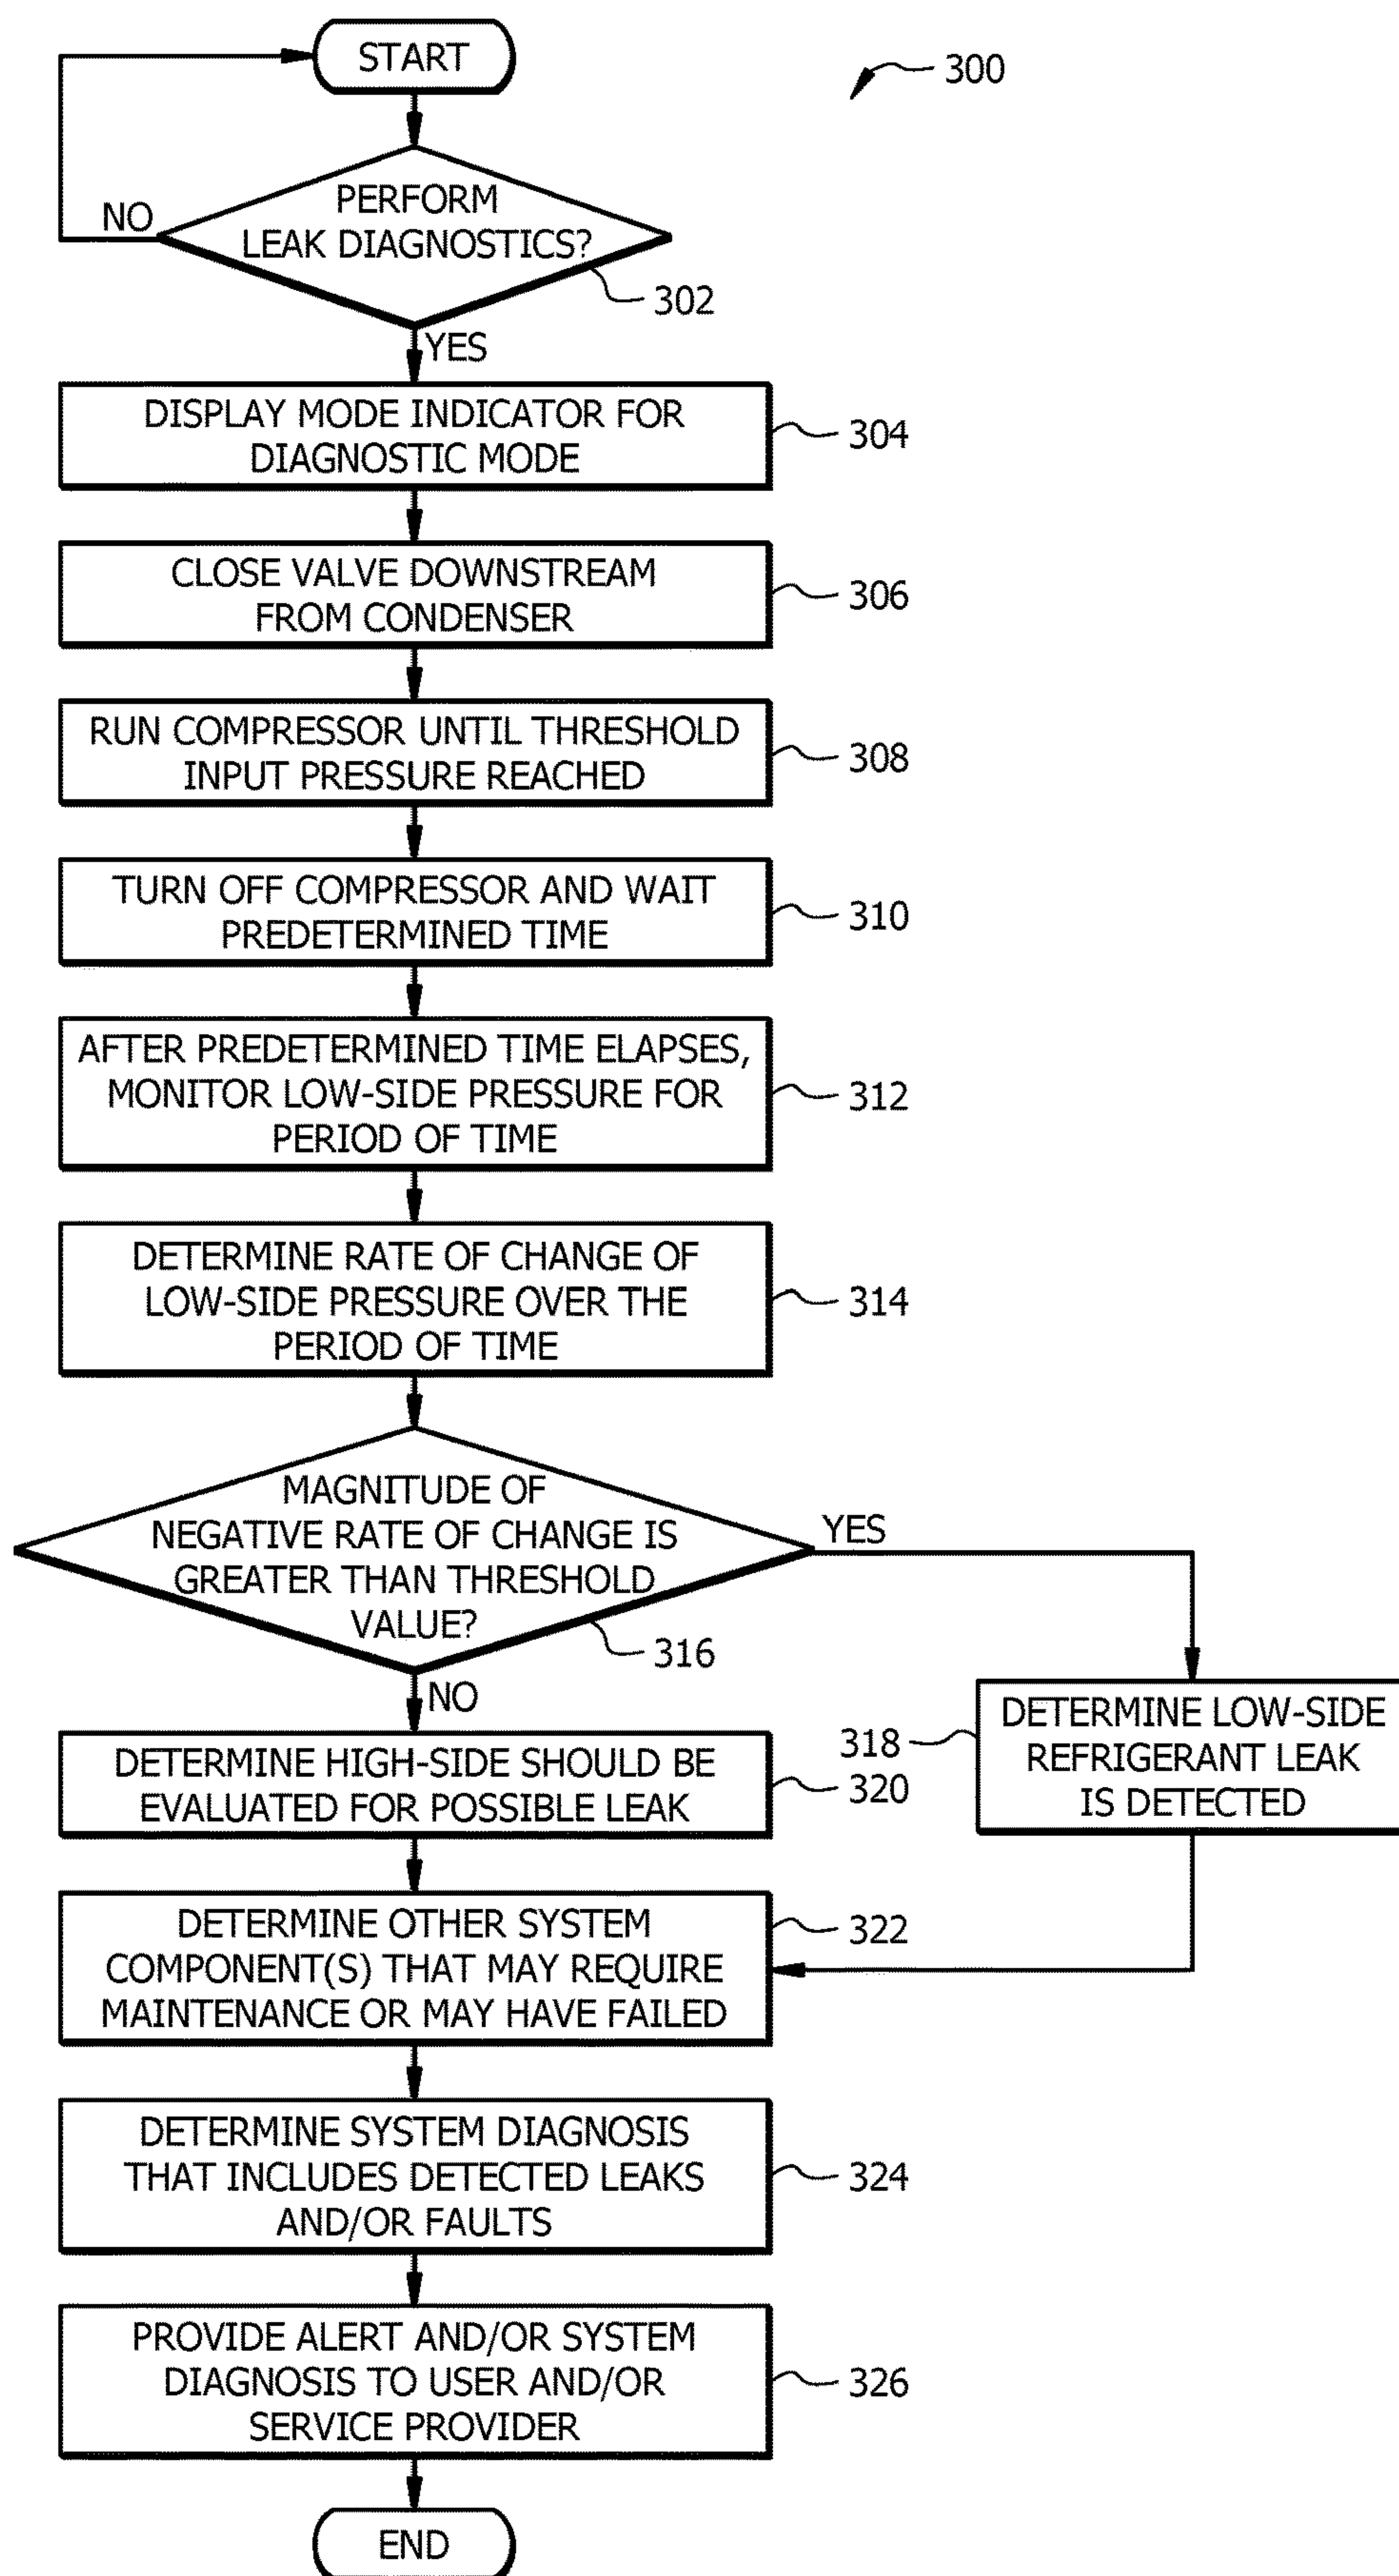 START
300
NO
PERFORM
LEAK DIAGNOSTICS?
302
YES
DISPLAY MODE INDICATOR FOR
DIAGNOSTIC MODE
304
CLOSE VALVE DOWNSTREAM
FROM CONDENSER
306
RUN COMPRESSOR UNTIL THRESHOLD
INPUT PRESSURE REACHED
308
TURN OFF COMPRESSOR AND WAIT
PREDETERMINED TIME
310
AFTER PREDETERMINED TIME ELAPSES,
MONITOR LOW-SIDE PRESSURE FOR
PERIOD OF TIME
312
DETERMINE RATE OF CHANGE OF
LOW-SIDE PRESSURE OVER THE
PERIOD OF TIME
314
MAGNITUDE OF
NEGATIVE RATE OF CHANGE IS
GREATER THAN THRESHOLD
VALUE?
316
YES
NO
DETERMINE LOW-SIDE
REFRIGERANT LEAK
IS DETECTED
318
DETERMINE HIGH-SIDE SHOULD BE
EVALUATED FOR POSSIBLE LEAK
320
DETERMINE OTHER SYSTEM
COMPONENT(S) THAT MAY REQUIRE
MAINTENANCE OR MAY HAVE FAILED
322
DETERMINE SYSTEM DIAGNOSIS
THAT INCLUDES DETECTED LEAKS
AND/OR FAULTS
324
PROVIDE ALERT AND/OR SYSTEM
DIAGNOSIS TO USER AND/OR
SERVICE PROVIDER
326
END